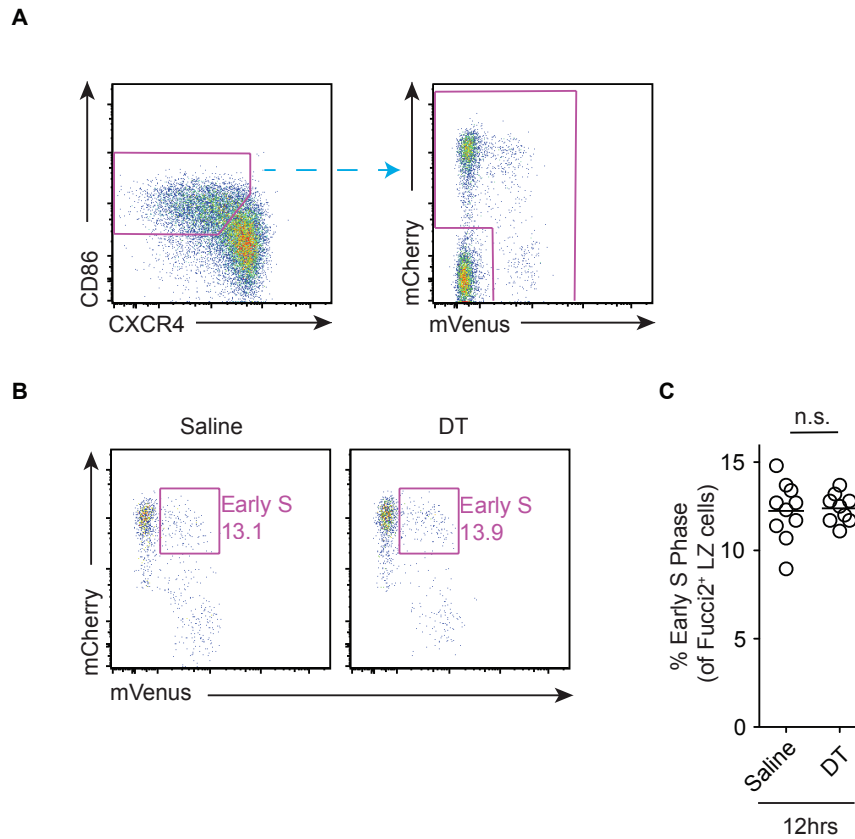 A
CD86
CXCR4
mCherry
mVenus
B
Saline
DT
Early S
13.1
Early S
13.9
mCherry
mVenus
C
n.s.
15
10
5
0
% Early S Phase
(of Fucci2⁺ LZ cells)
Saline
DT
12hrs